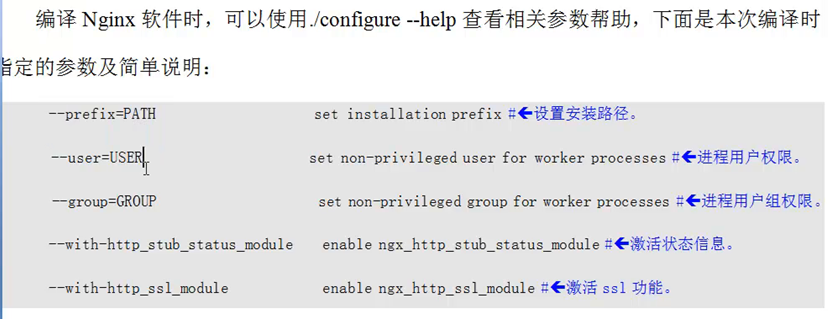 编译 Nginx 软件时，可以使用./configure --help 查看相关参数帮助，下面是本次编译时
指定的参数及简单说明：
--prefix=PATH set installation prefix #🡸设置安装路径。
--user=USER set non-privileged user for worker processes #🡸进程用户权限。
--group=GROUP set non-privileged group for worker processes #🡸进程用户组权限。
--with-http_stub_status_module enable ngx_http_stub_status_module #🡸激活状态信息。
--with-http_ssl_module enable ngx_http_ssl_module #🡸激活 ssl 功能。